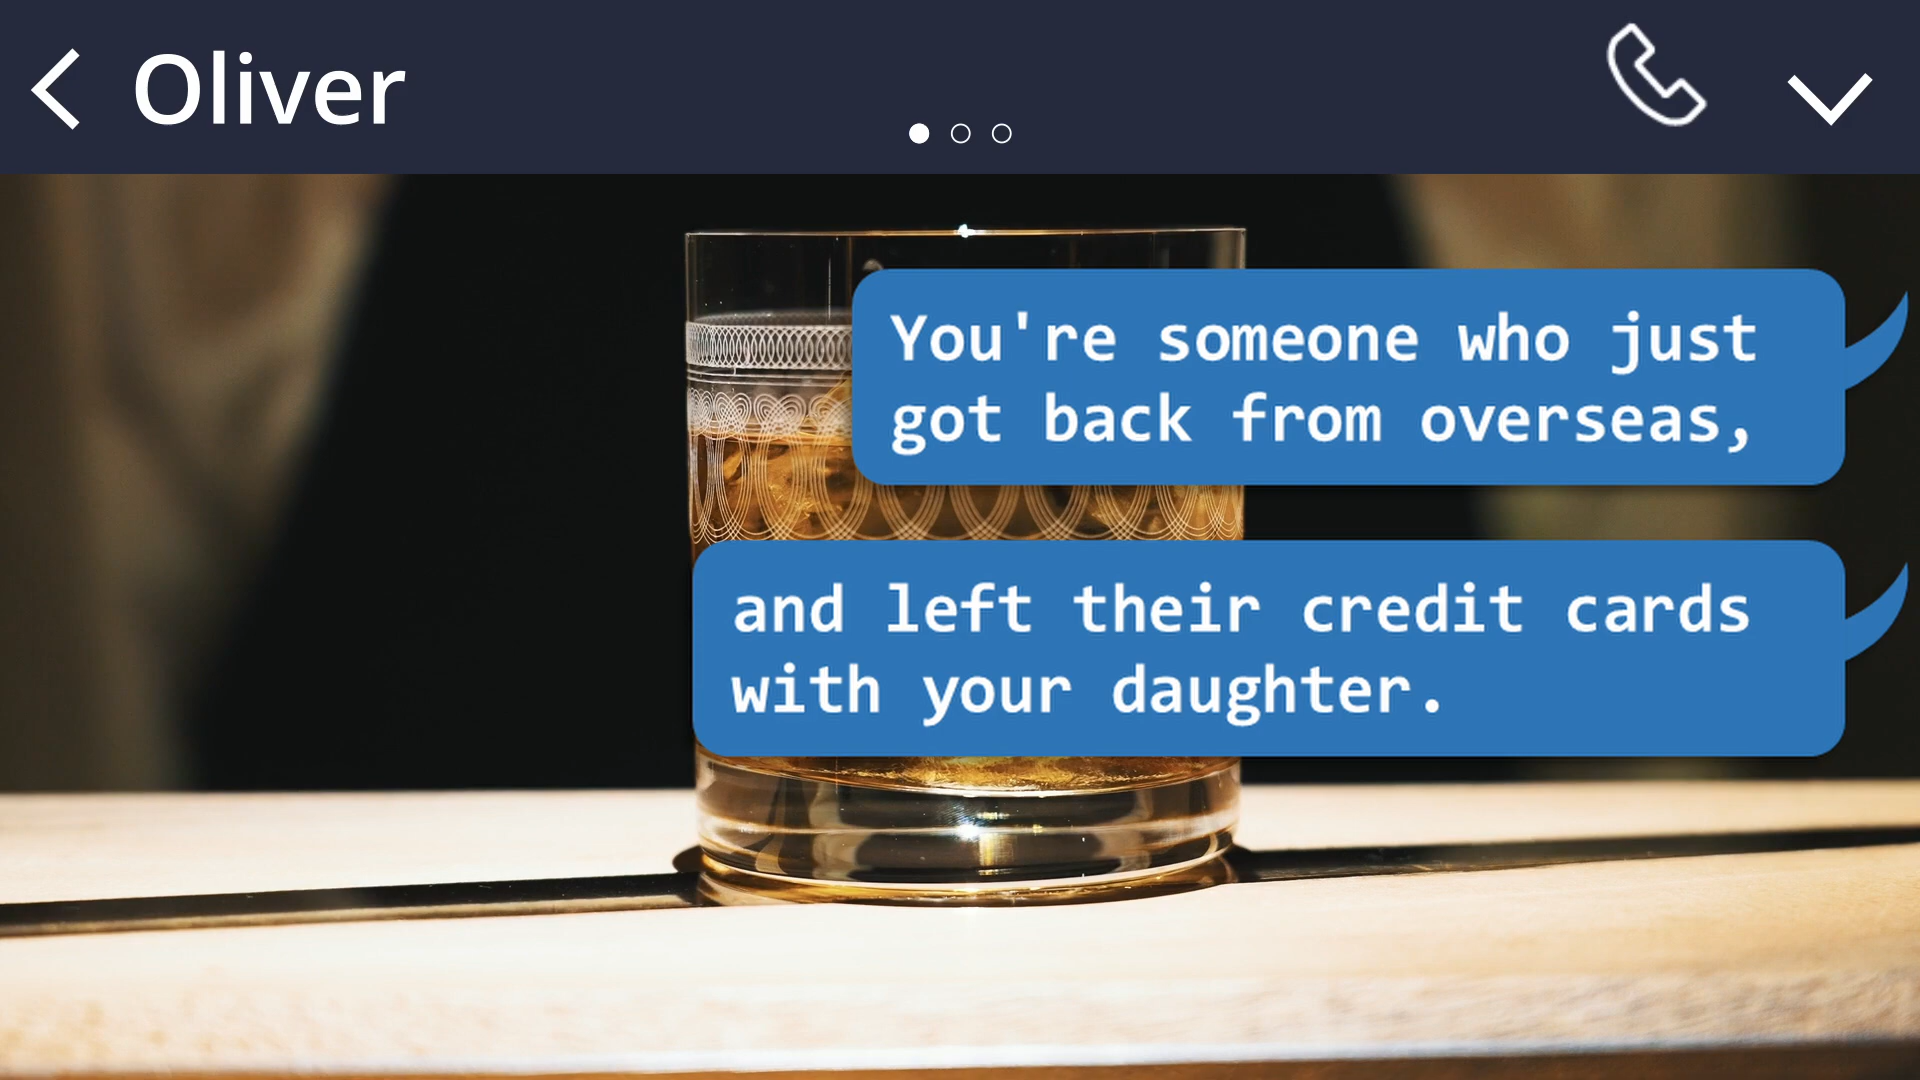 Oliver
You're someone who just
got back from overseas,
and left their credit cards
with your daughter.